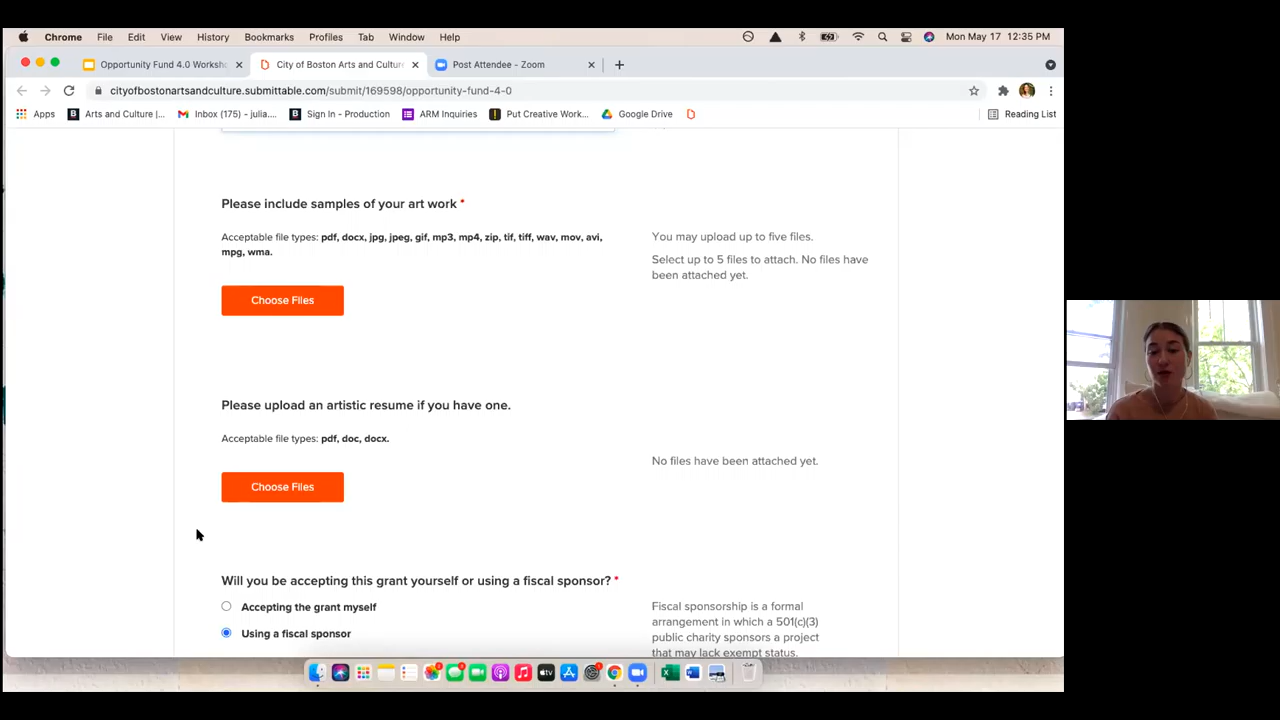 Chrome File Edit View History Bookmarks Profiles Tab Window Help Mon May 17 12:35 PM
Opportunity Fund 4.0 Worksho City of Boston Arts and Culture Post Attendee - Zoom
cityofbostonartsandculture.submittable.com/submit/169598/opportunity-fund-4-0
Apps Arts and Culture |... Inbox (175) - julia.... Sign In - Production ARM Inquiries Put Creative Work... Google Drive Reading List
Please include samples of your art work *
Acceptable file types: pdf, docx, jpg, jpeg, gif, mp3, mp4, zip, tif, tiff, wav, mov, avi,
mpg, wma.
You may upload up to five files.
Select up to 5 files to attach. No files have
been attached yet.
Choose Files
Please upload an artistic resume if you have one.
Acceptable file types: pdf, doc, docx.
No files have been attached yet.
Choose Files
Will you be accepting this grant yourself or using a fiscal sponsor? *
Accepting the grant myself
Using a fiscal sponsor
Fiscal sponsorship is a formal
arrangement in which a 501(c)(3)
public charity sponsors a project
that may lack exempt status.